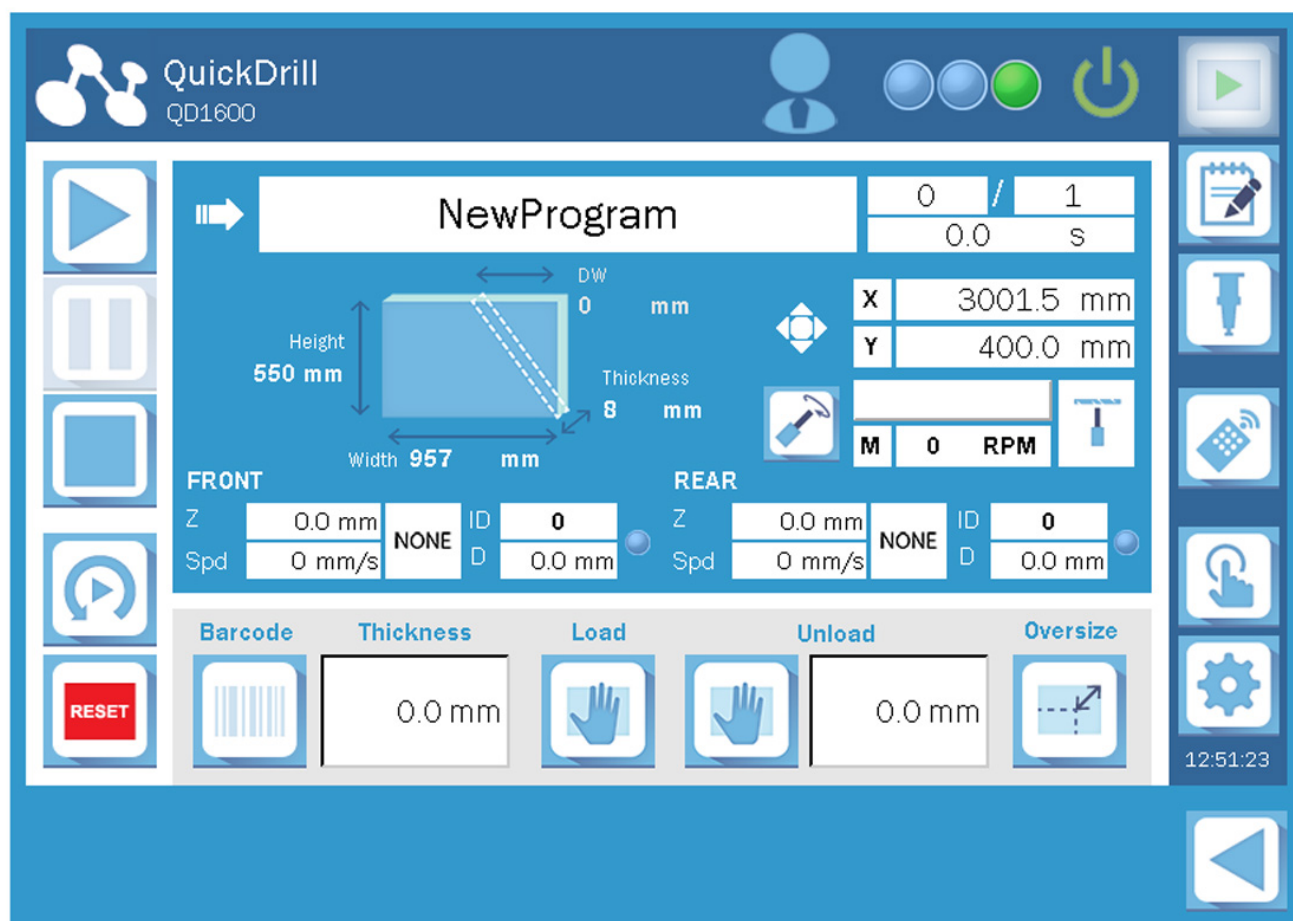 QuickDrill
QD1600
NewProgram
0 / 1
0.0 s
DW
0 mm
X 3001.5 mm
Height
550 mm
Y 400.0 mm
Thickness
8 mm
Width 957 mm
M 0 RPM
FRONT
Z 0.0 mm NONE ID 0
Spd 0 mm/s D 0.0 mm
REAR
Z 0.0 mm NONE ID 0
Spd 0 mm/s D 0.0 mm
Barcode Thickness Load Unload Oversize
RESET 0.0 mm 0.0 mm
12:51:23